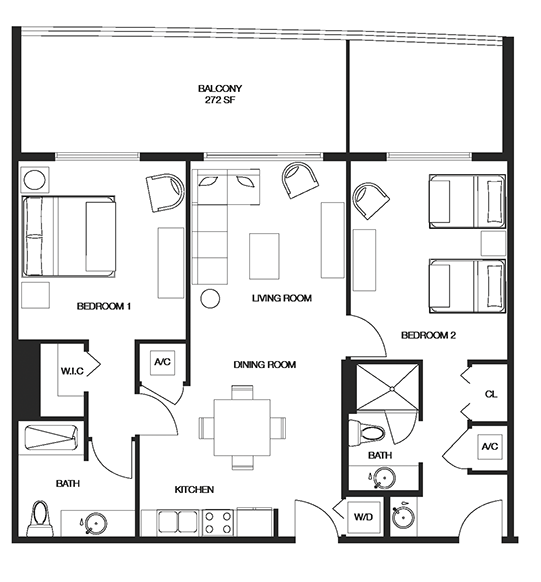 BALCONY
272 SF
BEDROOM 1
LIVING ROOM
BEDROOM 2
W.I.C
A/C
DINING ROOM
CL
A/C
BATH
BATH
KITCHEN
W/D